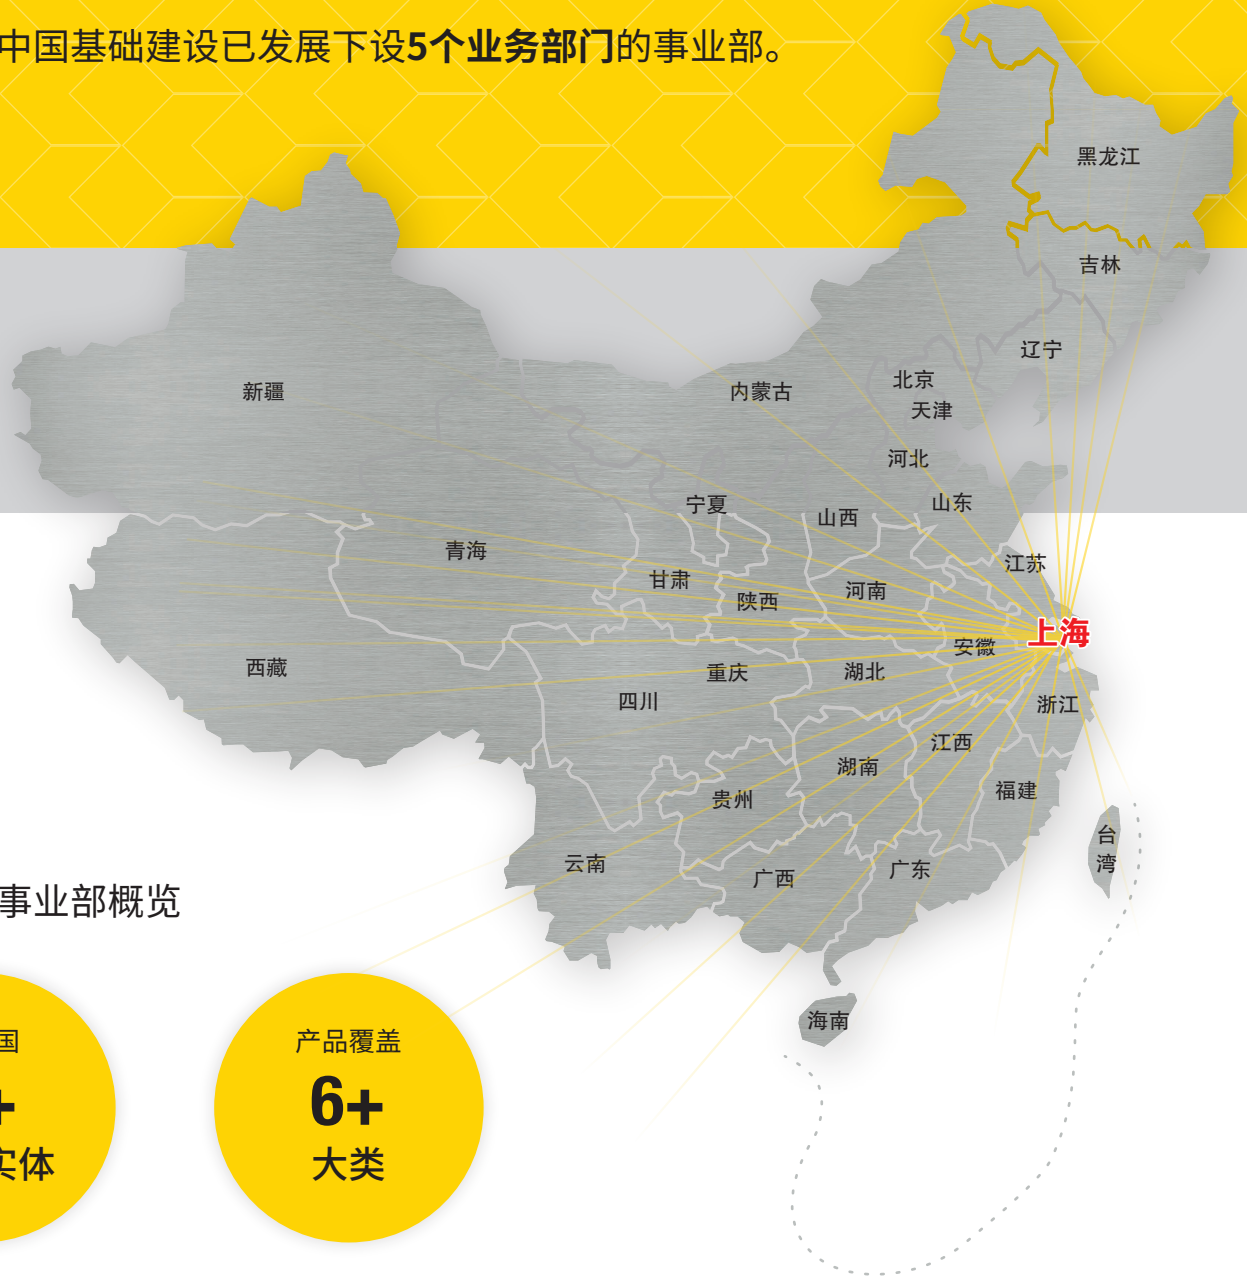 中国基础建设已发展下设5个业务部门的事业部。
黑龙江
吉林
辽宁
新疆
内蒙古
北京
天津
河北
宁夏
山西
山东
青海
甘肃
陕西
河南
江苏
上海
安徽
西藏
四川
重庆
湖北
浙江
江西
湖南
贵州
福建
云南
广西
广东
台
湾
海南
事业部概览
国
+
实体
产品覆盖
6+
大类